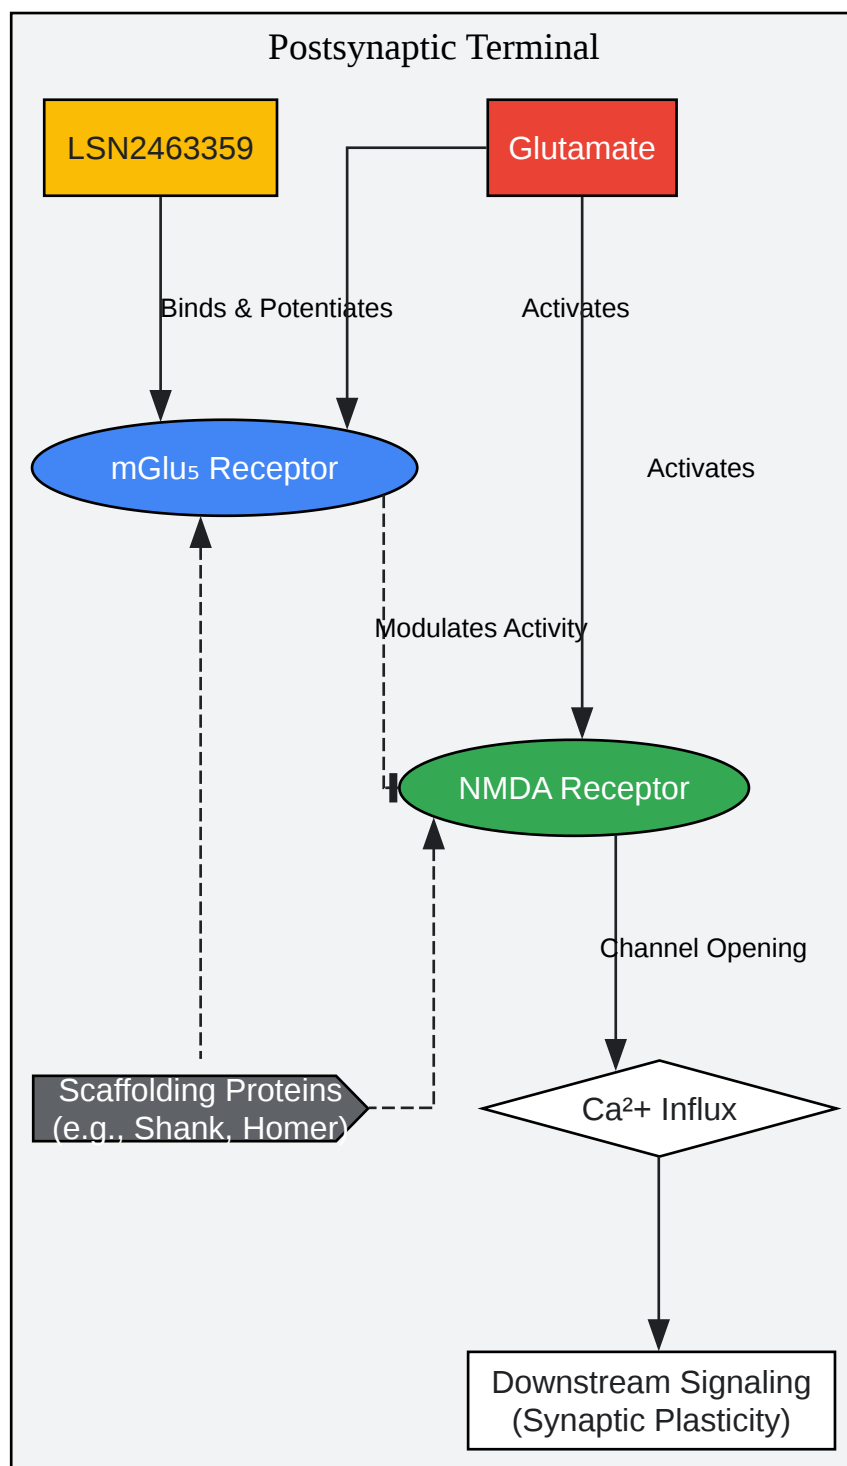 Postsynaptic Terminal
LSN2463359
Glutamate
Binds & Potentiates
Activates
mGlu₅ Receptor
Activates
Modulates Activity
NMDA Receptor
Channel Opening
Scaffolding Proteins
(e.g., Shank, Homer)
Ca²+ Influx
Downstream Signaling
(Synaptic Plasticity)